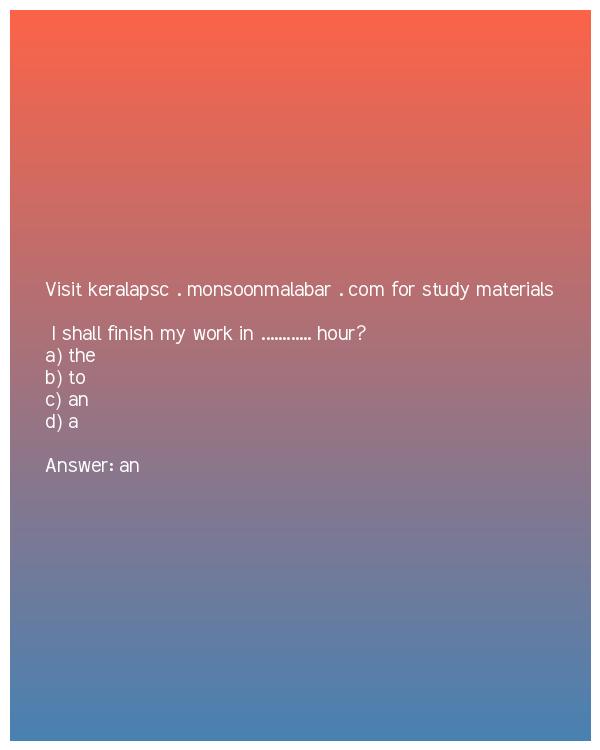 Visit keralapsc . monsoonmalabar . com for study materials
I shall finish my work in ............ hour?
a) the
b) to
c) an
d) a
Answer: an